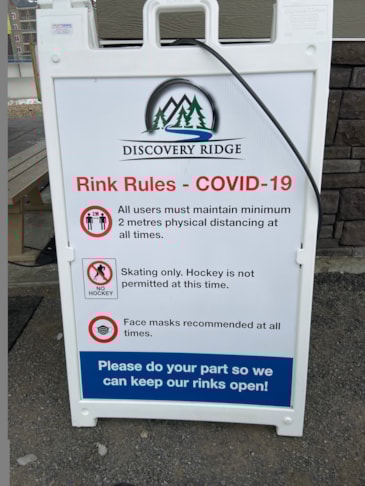 DISCOVERY RIDGE
Rink Rules - COVID-19
2M
All users must maintain minimum
2 metres physical distancing at
all times.
NO
HOCKEY
Skating only. Hockey is not
permitted at this time.
Face masks recommended at all
times.
Please do your part so we
can keep our rinks open!